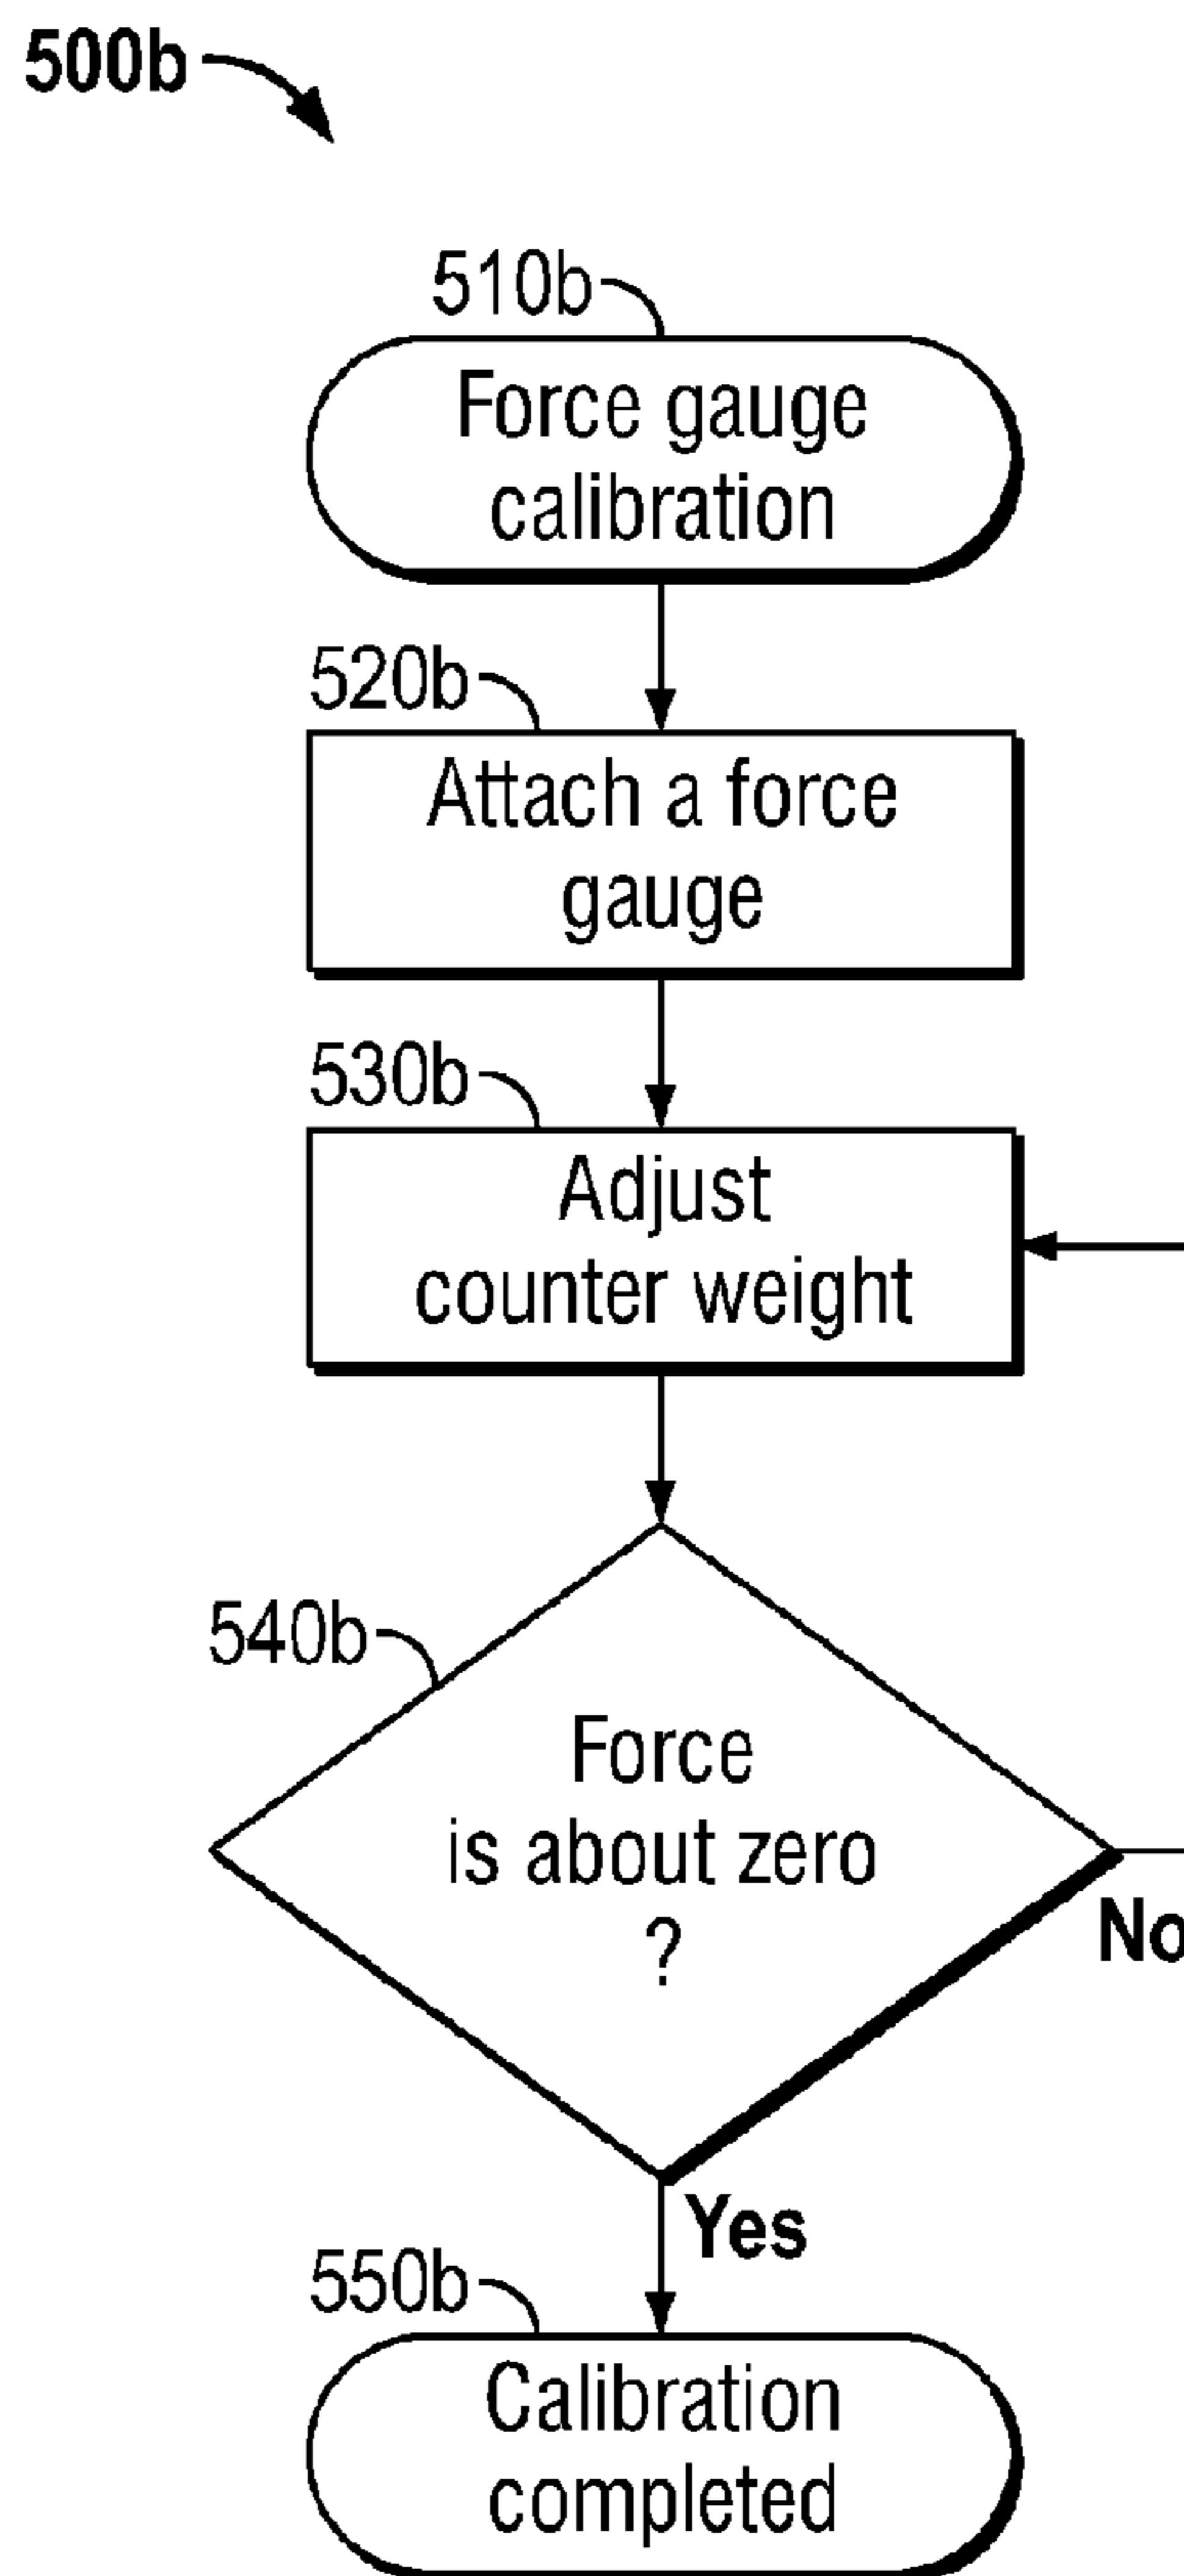 500b
510b
Force gauge
calibration
520b
Attach a force
gauge
530b
Adjust
counter weight
540b
Force
is about zero
?
No
Yes
550b
Calibration
completed